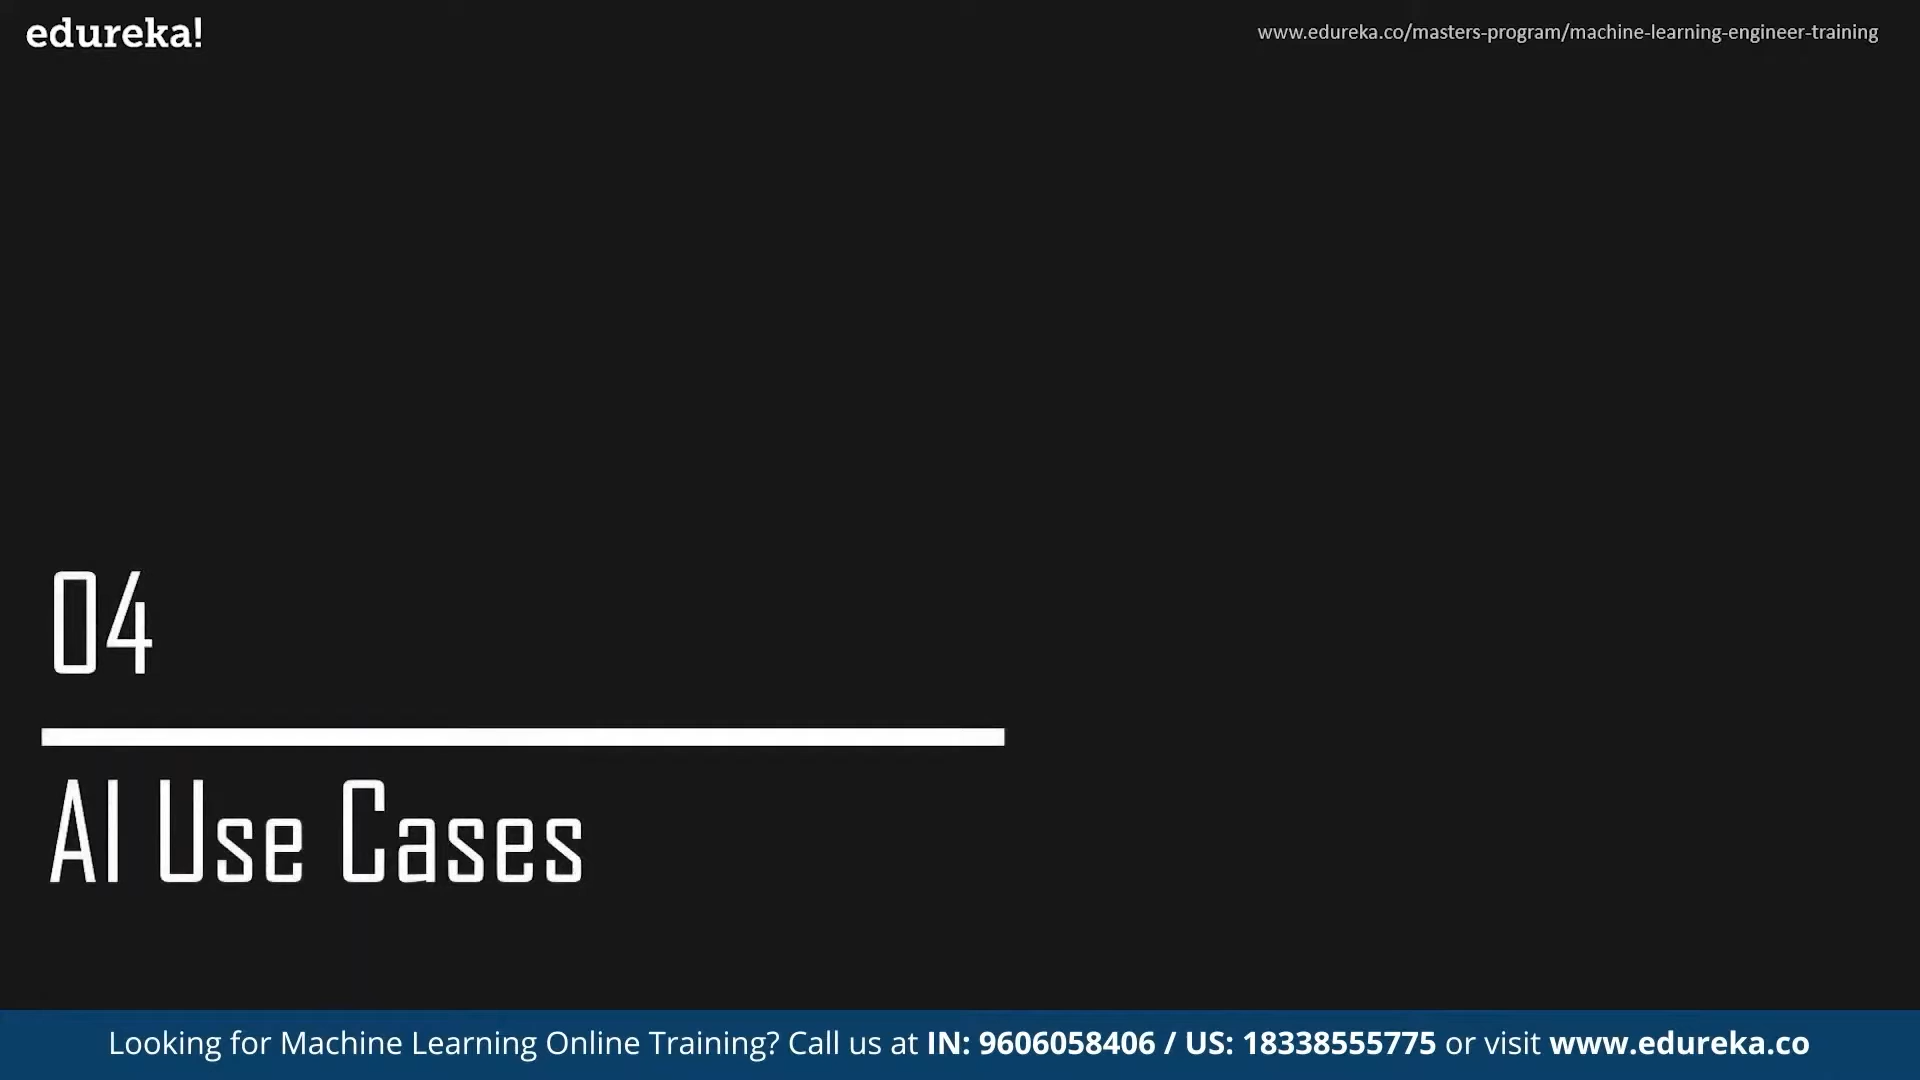 edureka!
www.edureka.co/masters-program/machine-learning-engineer-training
04
AI Use Cases
Looking for Machine Learning Online Training? Call us at IN: 9606058406 / US: 18338555775 or visit www.edureka.co